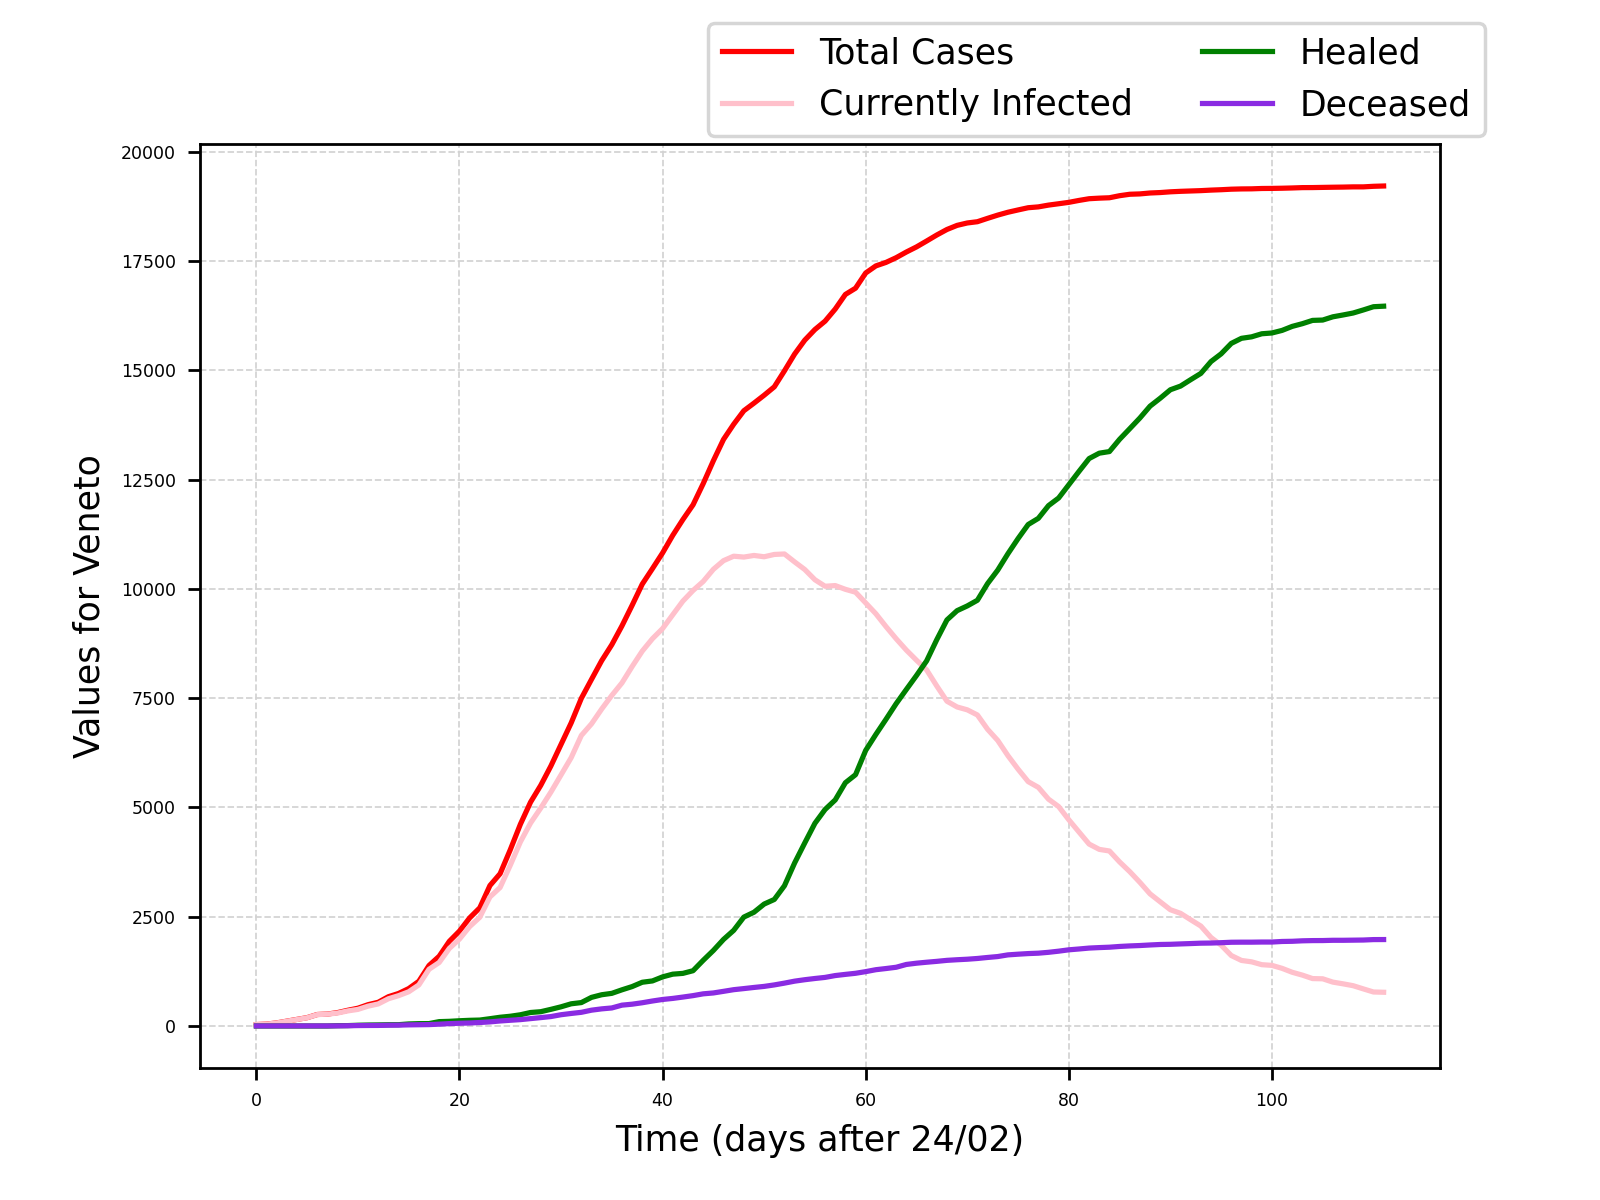 Total Cases
Currently Infected
Healed
Deceased
20000
17500
15000
12500
10000
7500
5000
2500
0
Values for Veneto
0 20 40 60 80 100
Time (days after 24/02)